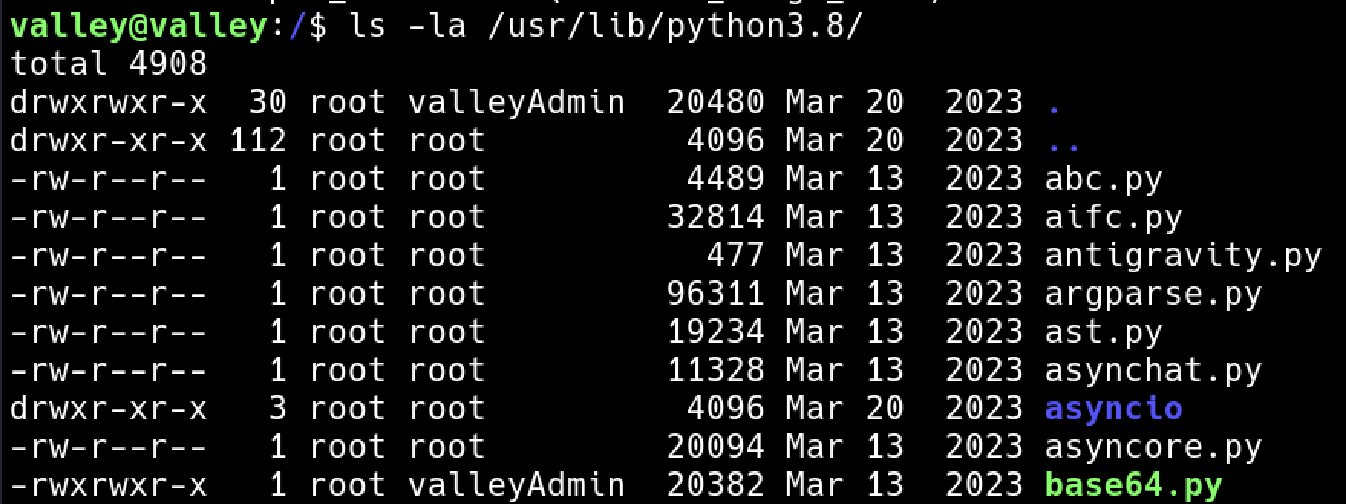 valley@valley:/$ ls -la /usr/lib/python3.8/
total 4908
drwxrwxr-x  30 root valleyAdmin  20480 Mar 20  2023 .
drwxr-xr-x 112 root root          4096 Mar 20  2023 ..
-rw-r--r--   1 root root          4489 Mar 13  2023 abc.py
-rw-r--r--   1 root root         32814 Mar 13  2023 aifc.py
-rw-r--r--   1 root root           477 Mar 13  2023 antigravity.py
-rw-r--r--   1 root root         96311 Mar 13  2023 argparse.py
-rw-r--r--   1 root root         19234 Mar 13  2023 ast.py
-rw-r--r--   1 root root         11328 Mar 13  2023 asynchat.py
drwxr-xr-x   3 root root          4096 Mar 20  2023 asyncio
-rw-r--r--   1 root root         20094 Mar 13  2023 asyncore.py
-rwxrwxr-x   1 root valleyAdmin  20382 Mar 13  2023 base64.py